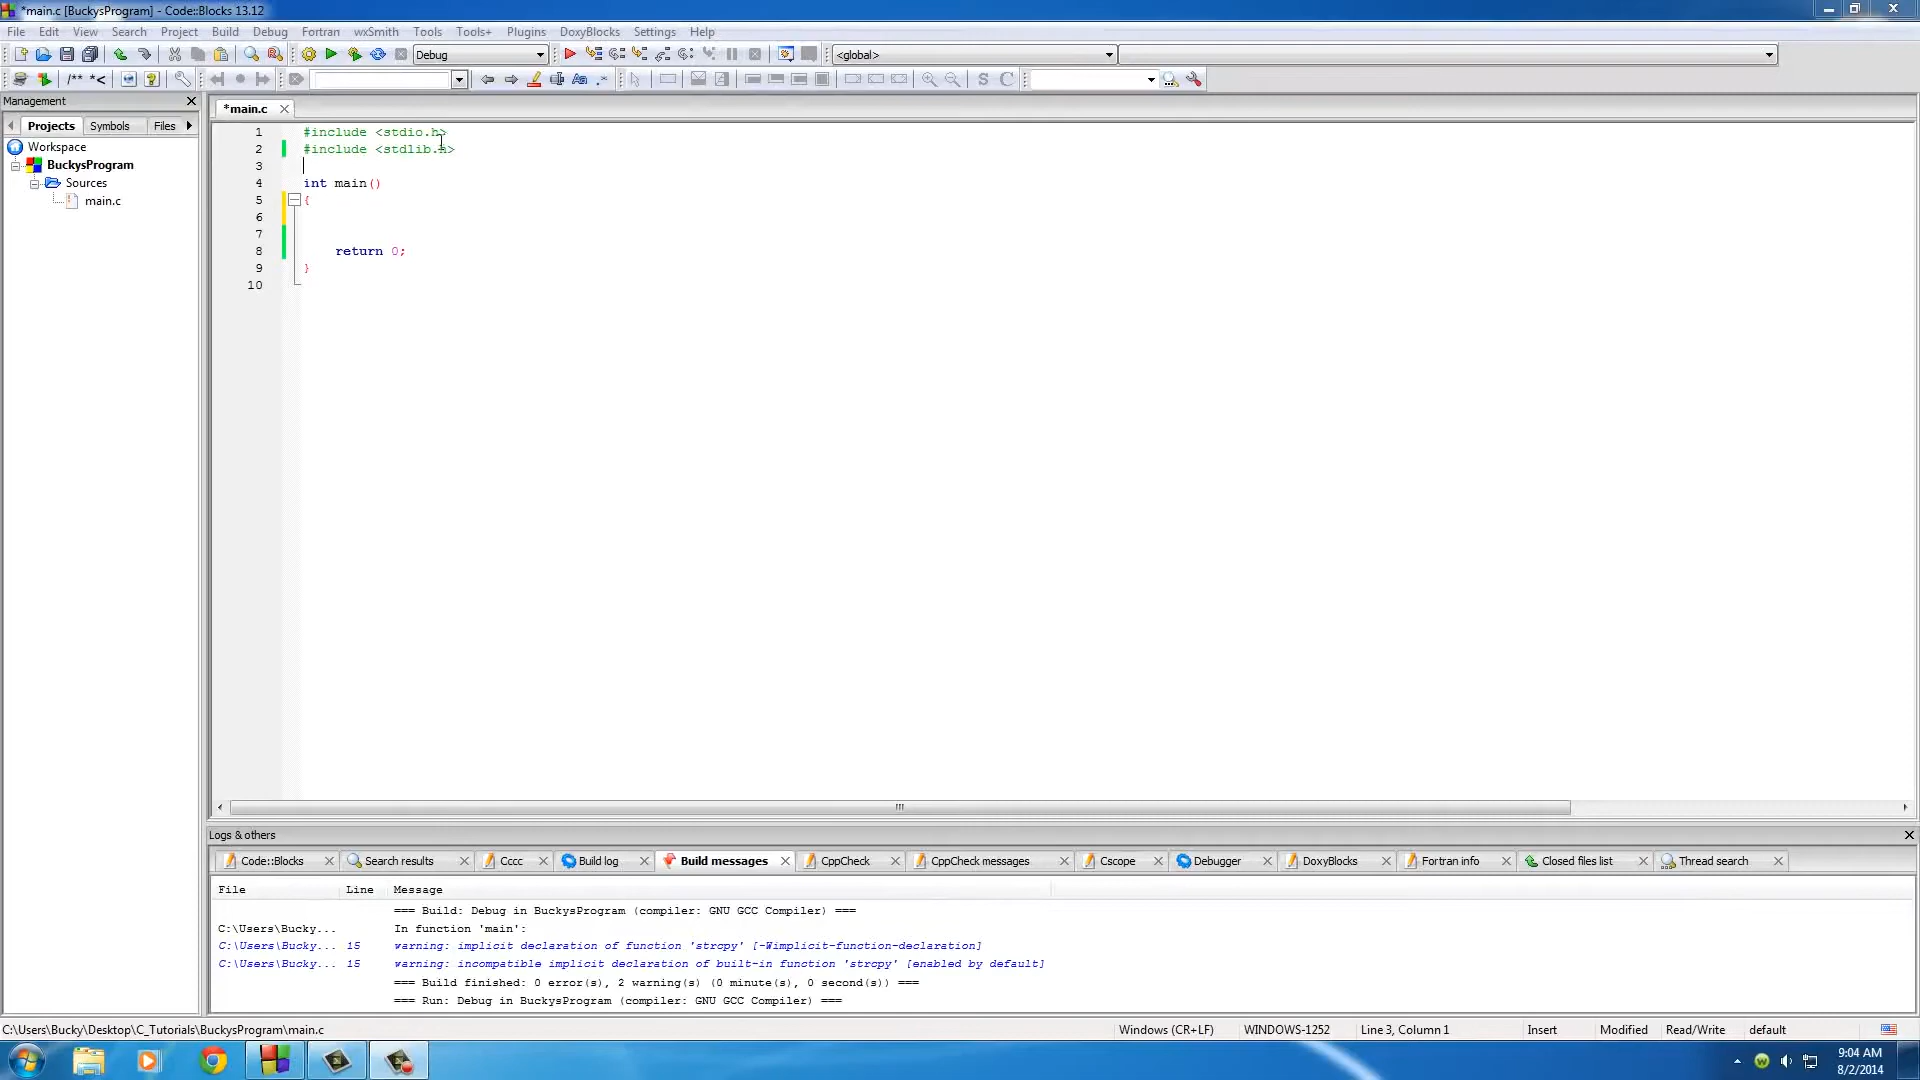 *main.c [BuckysProgram] - Code::Blocks 13.12
File Edit View Search Project Build Debug Fortran wxSmith Tools Tools+ Plugins DoxyBlocks Settings Help
Debug <global>
/** *<
Management
Projects Symbols Files
*main.c
Workspace
BuckysProgram
Sources
main.c
1 #include <stdio.h>
2 #include <stdlib.h>
3
4 int main()
5 {
6
7
8 return 0;
9 }
10
Logs & others
Code::Blocks Search results Cccc Build log Build messages CppCheck CppCheck messages Cscope Debugger DoxyBlocks Fortran info Closed files list Thread search
File Line Message
=== Build: Debug in BuckysProgram (compiler: GNU GCC Compiler) ===
C:\Users\Bucky... In function 'main':
C:\Users\Bucky... 15 warning: implicit declaration of function 'strcpy' [-Wimplicit-function-declaration]
C:\Users\Bucky... 15 warning: incompatible implicit declaration of built-in function 'strcpy' [enabled by default]
=== Build finished: 0 error(s), 2 warning(s) (0 minute(s), 0 second(s)) ===
=== Run: Debug in BuckysProgram (compiler: GNU GCC Compiler) ===
C:\Users\Bucky\Desktop\C_Tutorials\BuckysProgram\main.c Windows (CR+LF) WINDOWS-1252 Line 3, Column 1 Insert Modified Read/Write default
9:04 AM
8/2/2014